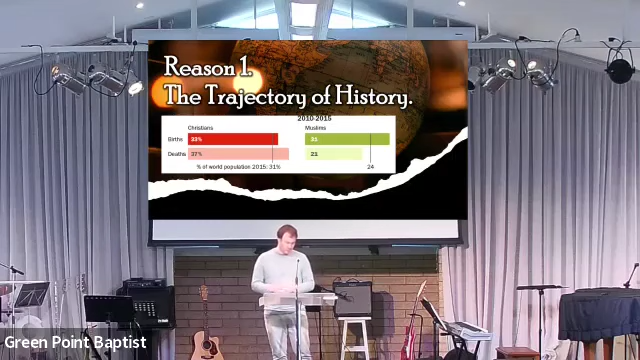 Reason 1.
The Trajectory of History.
2010-2015
Christians
Muslims
Births
33%
31
Deaths
37%
21
% of world population 2015: 31%
24
Green Point Baptist